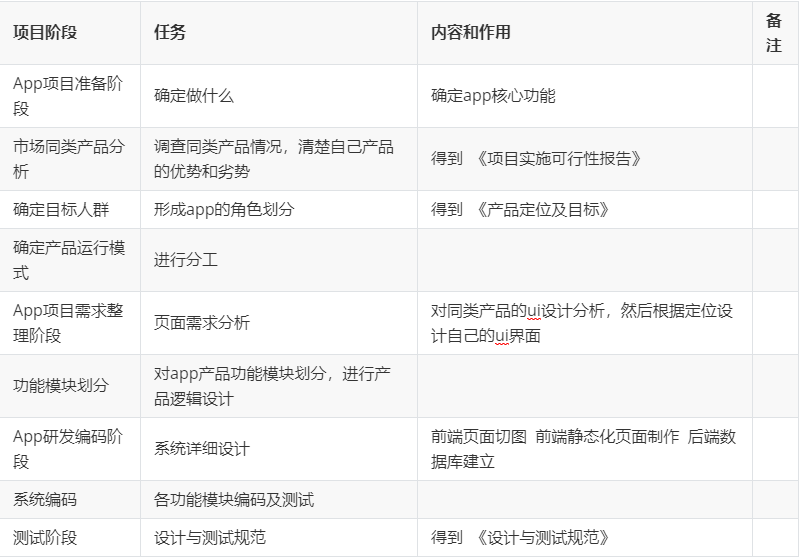 项目阶段 任务 内容和作用 备注
App项目准备阶段 确定做什么 确定app核心功能
市场同类产品分析 调查同类产品情况，清楚自己产品的优势和劣势 得到 《项目实施可行性报告》
确定目标人群 形成app的角色划分 得到 《产品定位及目标》
确定产品运行模式 进行分工
App项目需求整理阶段 页面需求分析 对同类产品的ui设计分析，然后根据定位设计自己的ui界面
功能模块划分 对app产品功能模块划分，进行产品逻辑设计
App研发编码阶段 系统详细设计 前端页面切图 前端静态化页面制作 后端数据库建立
系统编码 各功能模块编码及测试
测试阶段 设计与测试规范 得到 《设计与测试规范》